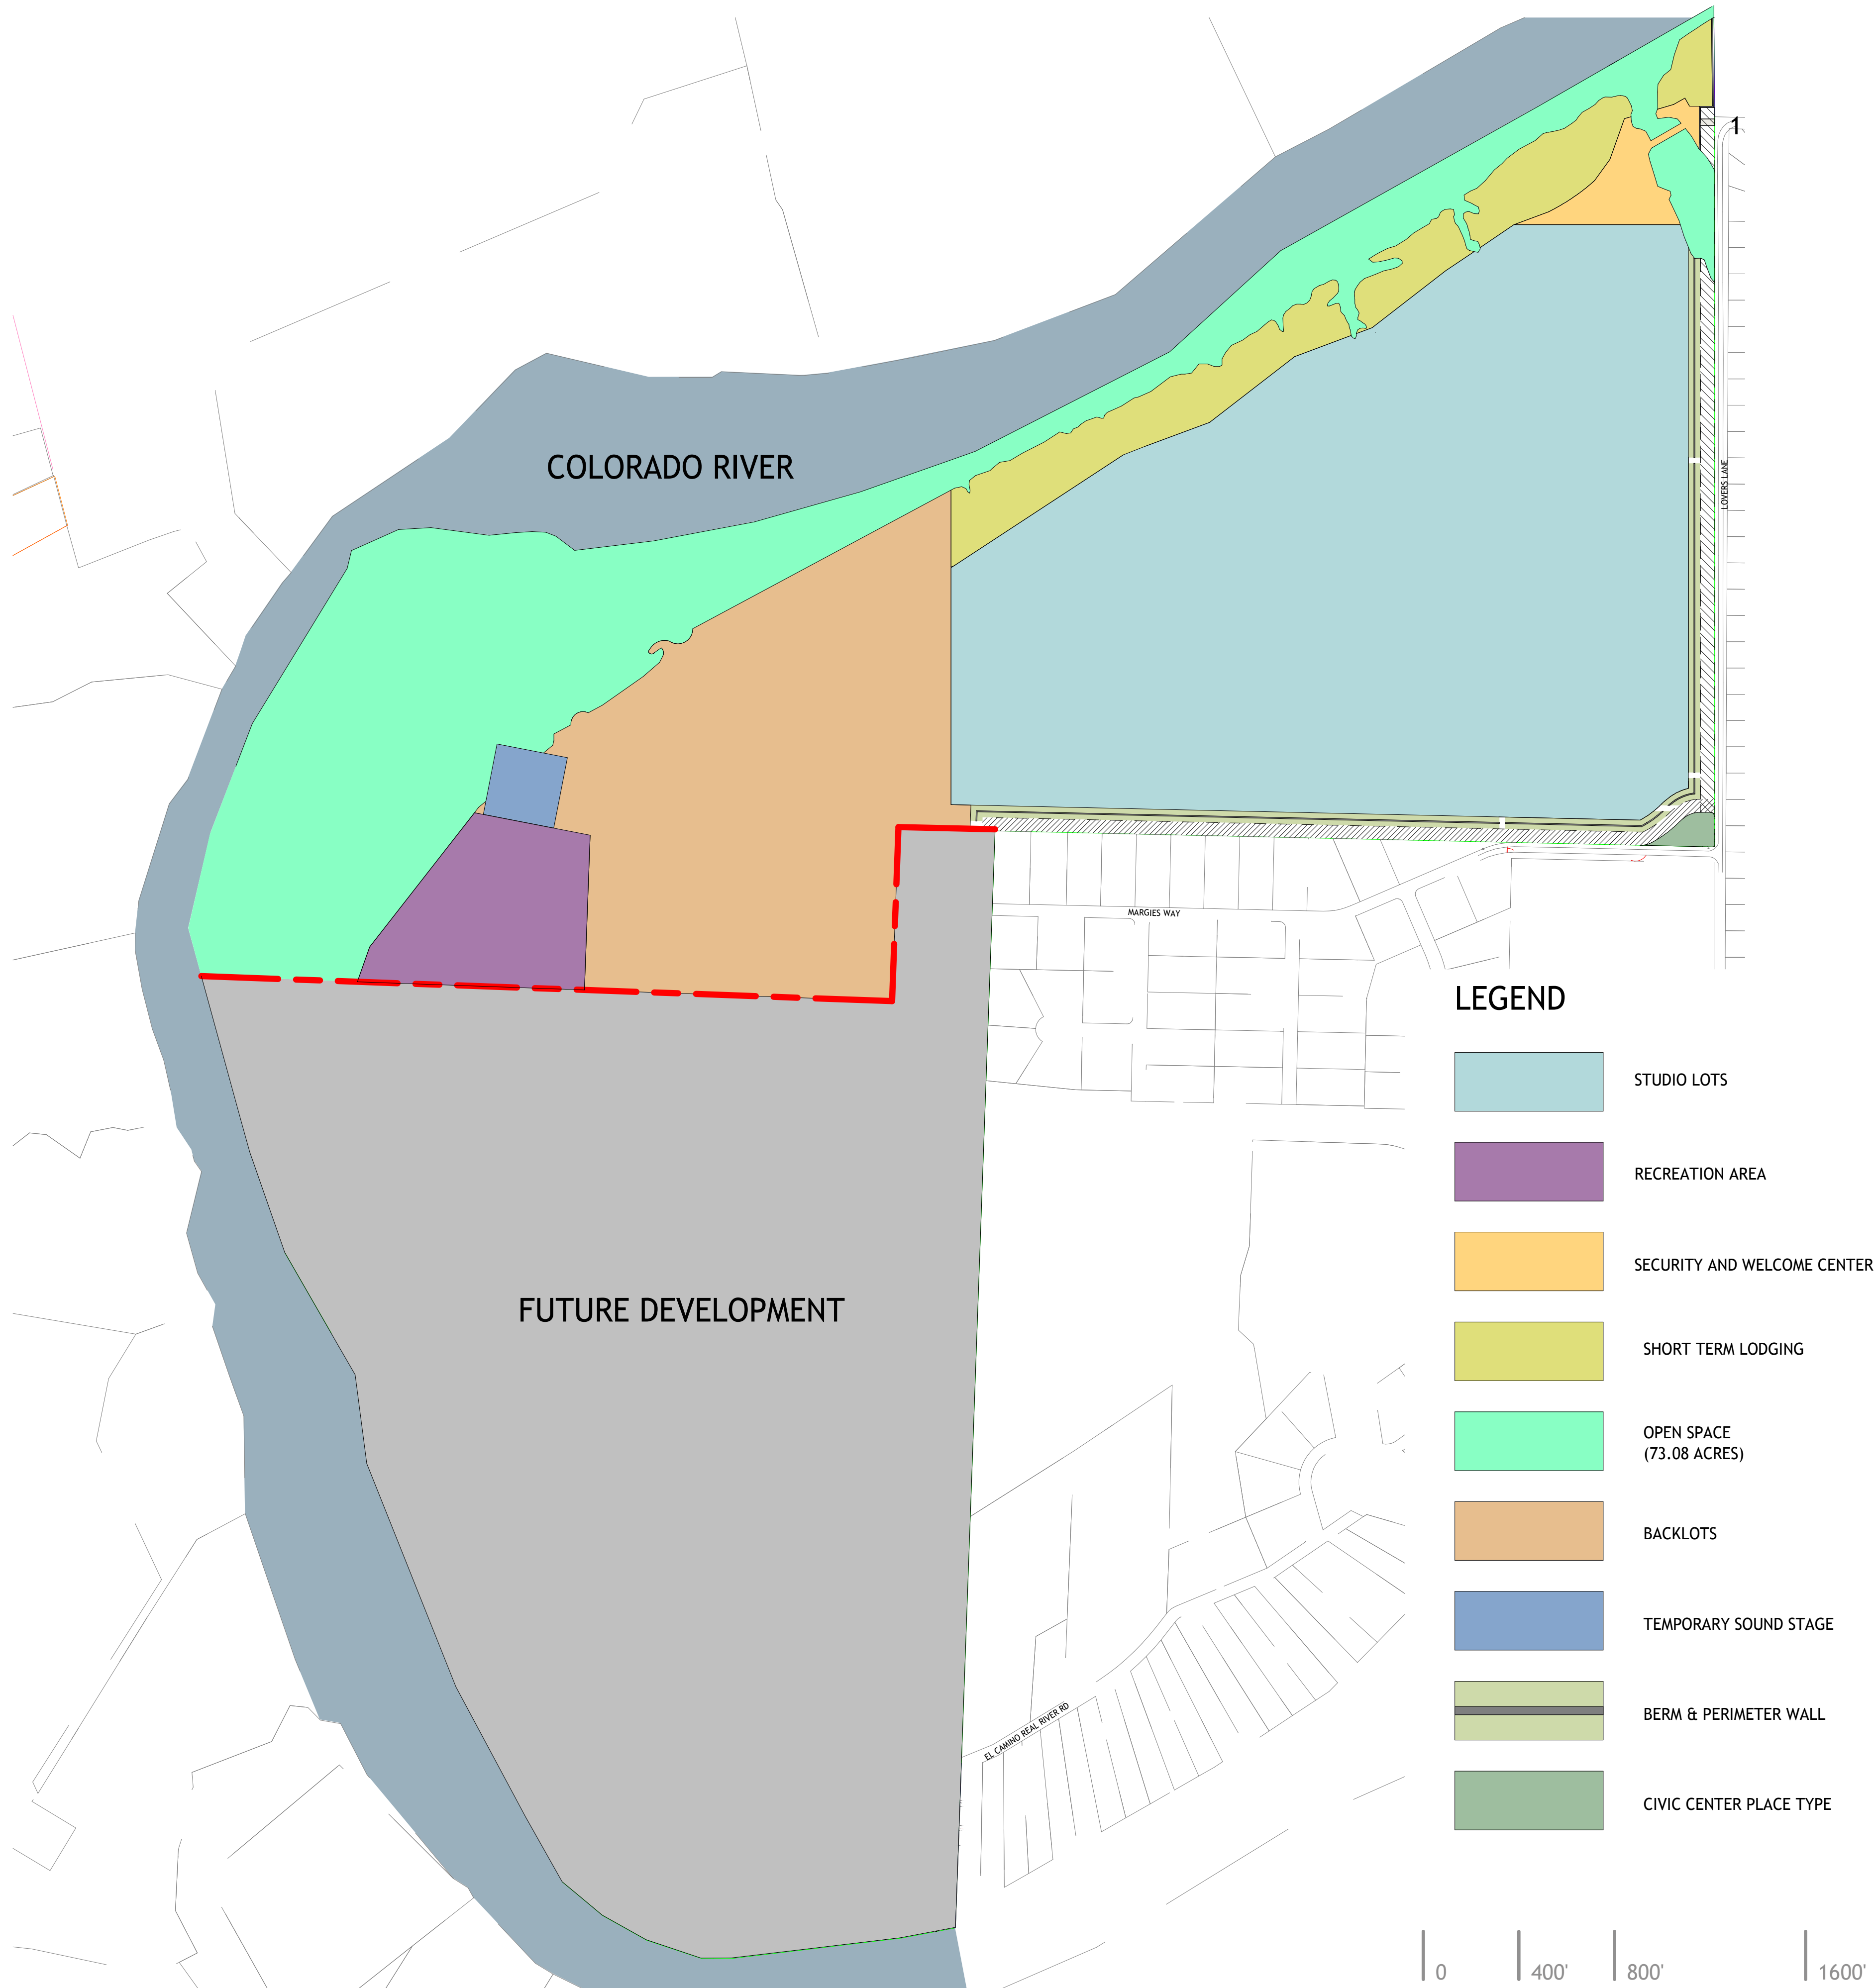 1
COLORADO RIVER
LOVERS LANE
MARGIES WAY
LEGEND
STUDIO LOTS
RECREATION AREA
SECURITY AND WELCOME CENTER
FUTURE DEVELOPMENT
SHORT TERM LODGING
OPEN SPACE
(73.08 ACRES)
BACKLOTS
TEMPORARY SOUND STAGE
EL CAMINO REAL RIVER RD
BERM & PERIMETER WALL
CIVIC CENTER PLACE TYPE
0 400' 800' 1600'